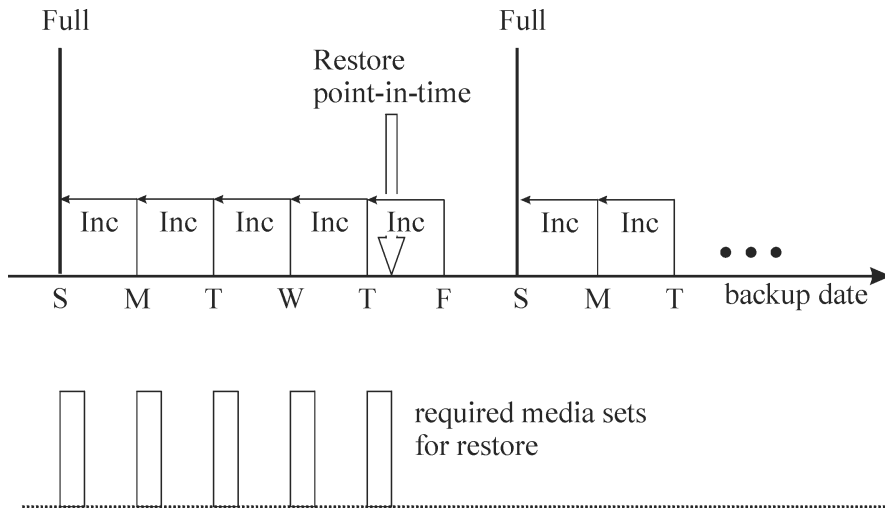 Full
Full
Restore
point-in-time
Inc Inc Inc Inc Inc Inc Inc
S M T W T F S M T backup date
required media sets
for restore